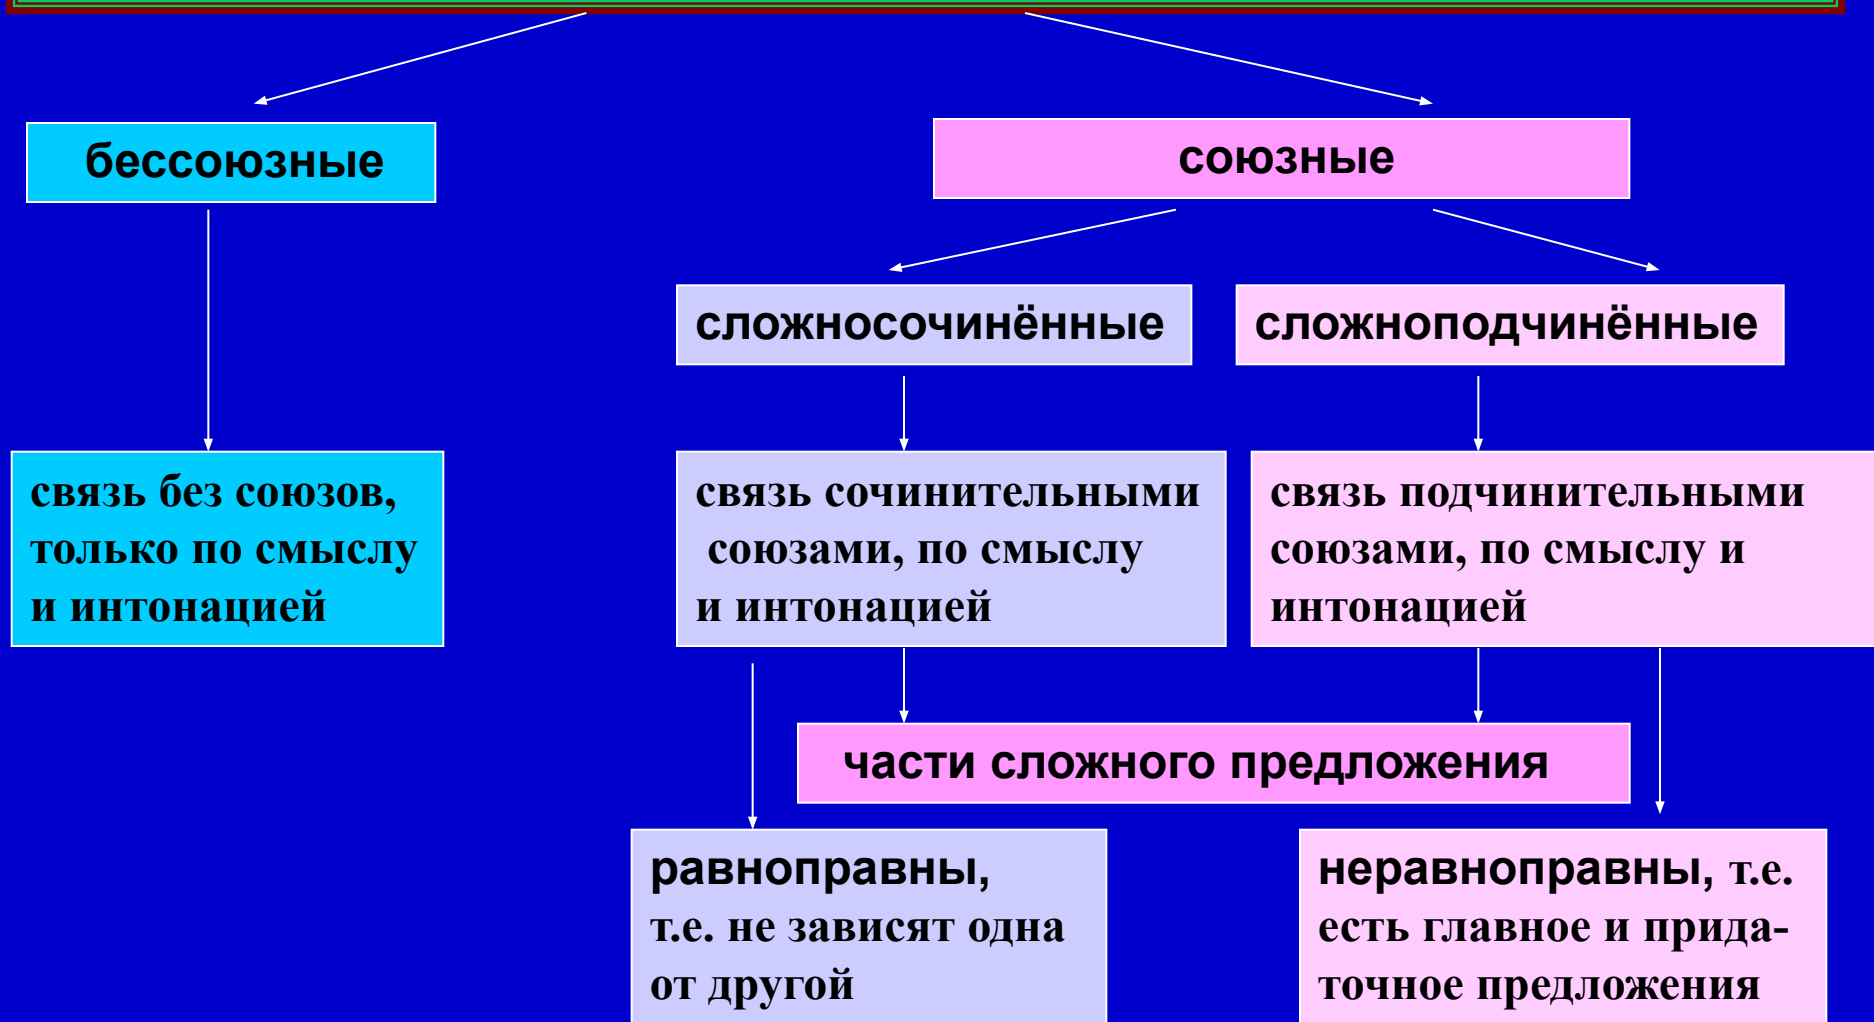 бессоюзные
союзные
сложносочинённые
сложноподчинённые
связь без союзов,
только по смыслу
и интонацией
связь сочинительными
союзами, по смыслу
и интонацией
связь подчинительными
союзами, по смыслу и
интонацией
части сложного предложения
равноправны,
т.е. не зависят одна
от другой
неравноправны, т.е.
есть главное и прида-
точное предложения